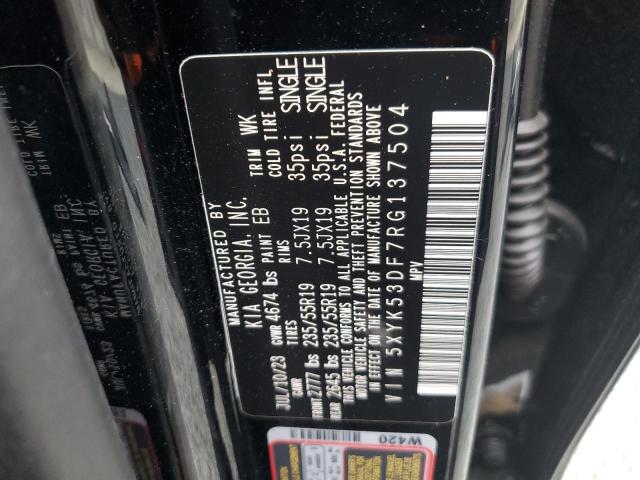 MANUFACTURED BY
KIA GEORGIA, INC.
JUL/10/23 GVWR 4674 lbs PAINT EB TRIM WK
GAWR TIRES RIMS COLD TIRE INFL
FRONT 2777 lbs 235/55R19 7.5JX19 35psi SINGLE
REAR 2645 lbs 235/55R19 7.5JX19 35psi SINGLE
THIS VEHICLE CONFORMS TO ALL APPLICABLE U.S.A. FEDERAL
MOTOR VEHICLE SAFETY AND THEFT PREVENTION STANDARDS
IN EFFECT ON THE DATE OF MANUFACTURE SHOWN ABOVE
VIN 5XYK53DF7RG137504
MPV
W420